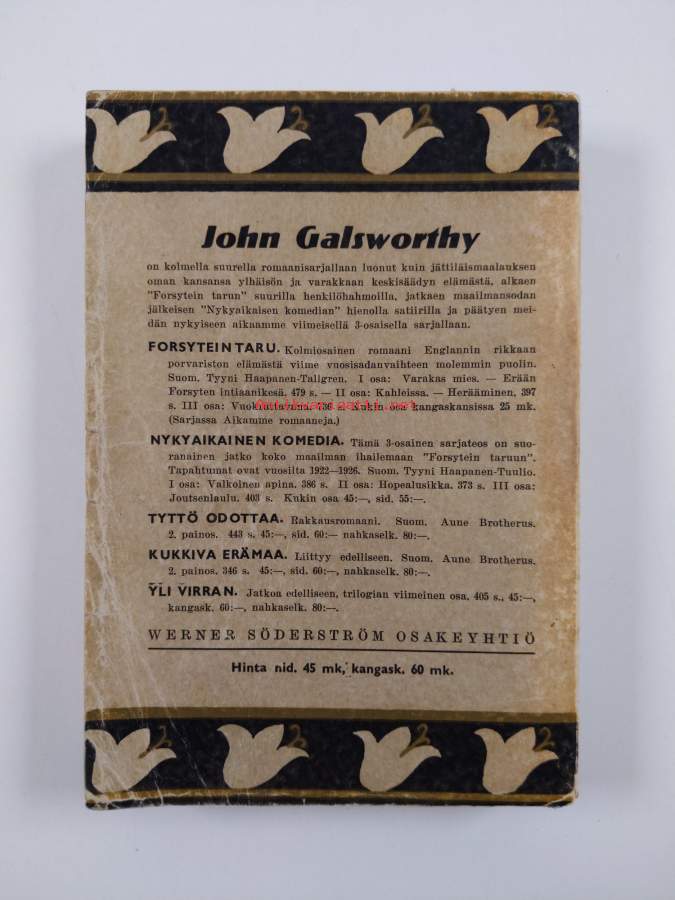 John Galsworthy
on kolmella suurella romaanisarjallaan luonut kuin jättiläismaalauksen
oman kansansa ylhäisön ja varakkaan keskisäädyn elämästä, alkaen
"Forsytein tarun" suurilla henkilöhahmoilla, jatkaen maailmansodan
jälkeisen "Nykyaikaisen komedian" hienolla satiirilla ja päätyen mei-
dän nykyiseen aikaamme viimeisellä 3-osaisella sarjallaan.
FORSYTEIN TARU. Kolmiosainen romaani Englannin rikkaan
porvariston elämästä viime vuosisadanvaihteen molemmin puolin.
Suom. Tyyni Haapanen-Tallgren. I osa: Varakas mies. — Erään
Forsyten intiaanikesä. 479 s. — II osa: Kahleissa. — Herääminen. 397
s. III osa: Kukin osa kangaskansissa 25 mk.
(Sarjassa Aikamme romaaneja.)
NYKYAIKAINEN KOMEDIA. Tämä 3-osainen sarjateos on suo-
ranainen jatko koko maailman ihailemaan "Forsytein taruun".
Tapahtumat ovat vuosilta 1922—1926. Suom. Tyyni Haapanen-Tuulio.
I osa: Valkoinen apina. 386 s. II osa: Hopealusikka. 373 s. III osa:
Joutsenlaulu. 403 s. Kukin osa 45:—, sid. 55:—.
TYTTÖ ODOTTAA. Rakkausromaani. Suom. Aune Brotherus.
2. painos. 443 s. 45:—, sid. 60:— nahkaselk. 80:—.
KUKKIVA ERÄMAA. Liittyy edelliseen. Suom. Aune Brotherus.
2. painos. 346 s. 45:—, sid. 60:—, nahkaselk. 80:—.
YLI VIRRAN. Jatkoa edelliseen, trilogian viimeinen osa. 405 s., 45:—,
kangask. 60:—, nahkaselk. 80:—.
WERNER SÖDERSTRÖM OSAKEYHTIÖ
Hinta nid. 45 mk, kangask. 60 mk.